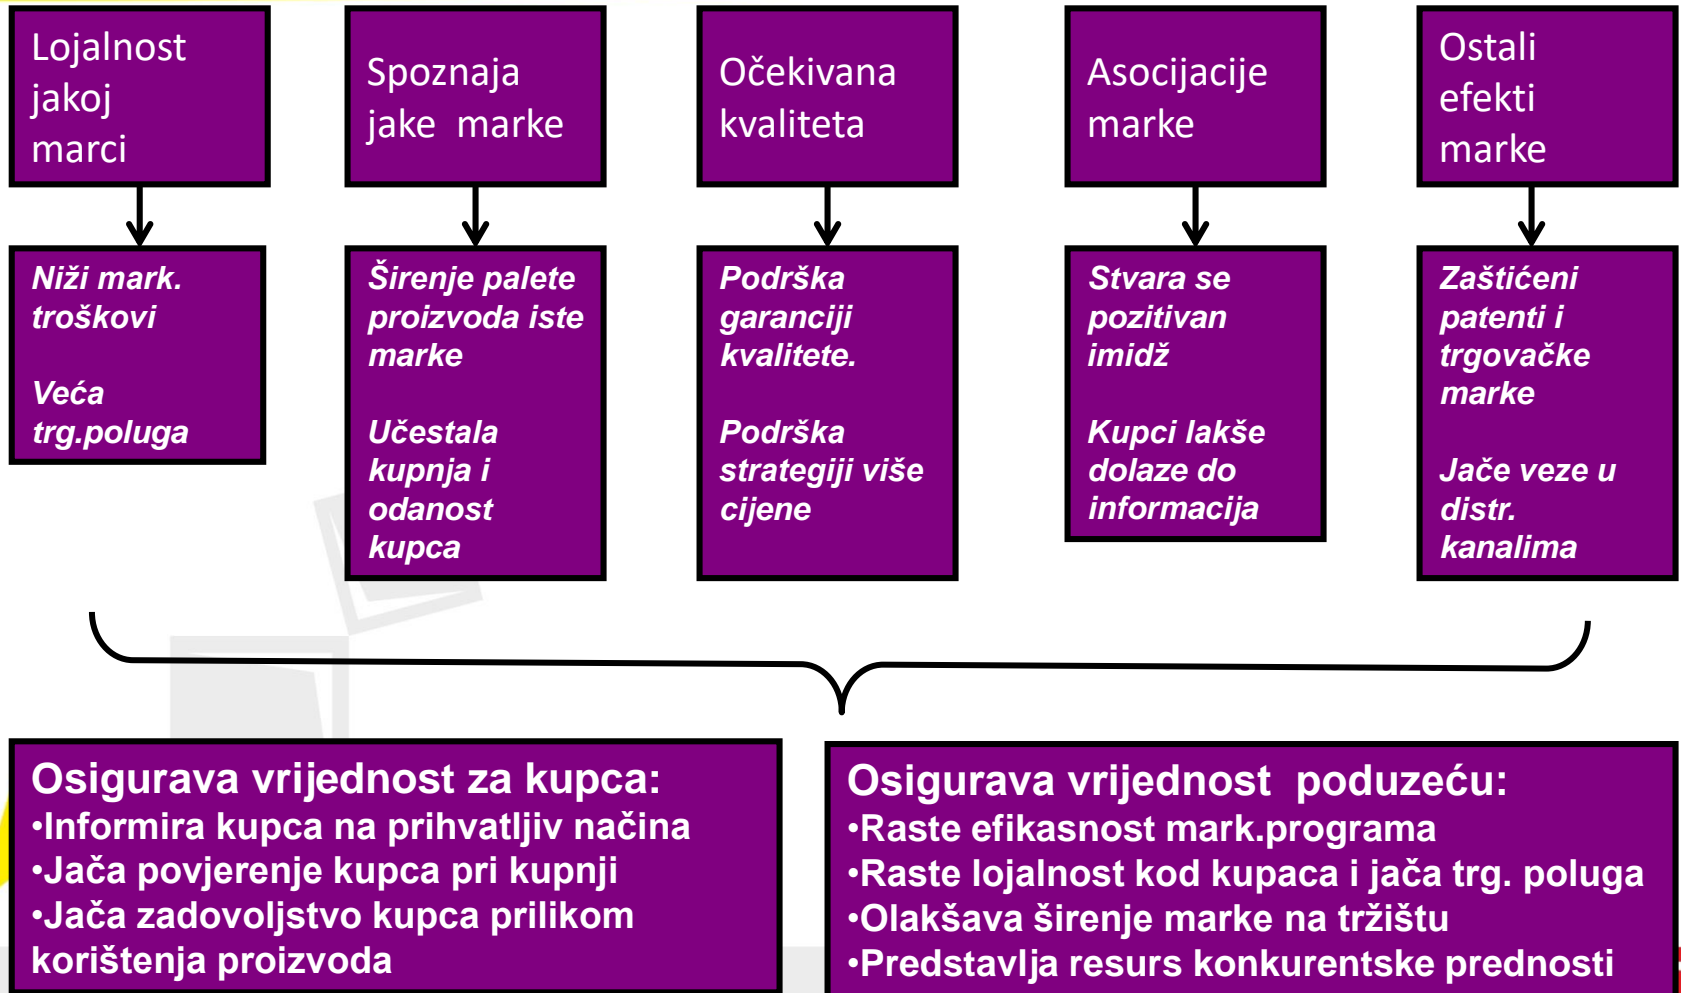 Lojalnost
jakoj
marci
Spoznaja
jake marke
Očekivana
kvaliteta
Asocijacije
marke
Ostali
efekti
marke
Niži mark.
troškovi
Veća
trg.poluga
Širenje palete
proizvoda iste
marke
Učestala
kupnja i
odanost
kupca
Podrška
garanciji
kvalitete.
Podrška
strategiji više
cijene
Stvara se
pozitivan
imidž
Kupci lakše
dolaze do
informacija
Zaštićeni
patenti i
trgovačke
marke
Jače veze u
distr.
kanalima
Osigurava vrijednost za kupca:
•Informira kupca na prihvatljiv načina
•Jača povjerenje kupca pri kupnji
•Jača zadovoljstvo kupca prilikom
korištenja proizvoda
Osigurava vrijednost poduzeću:
•Raste efikasnost mark.programa
•Raste lojalnost kod kupaca i jača trg. poluga
•Olakšava širenje marke na tržištu
•Predstavlja resurs konkurentske prednosti